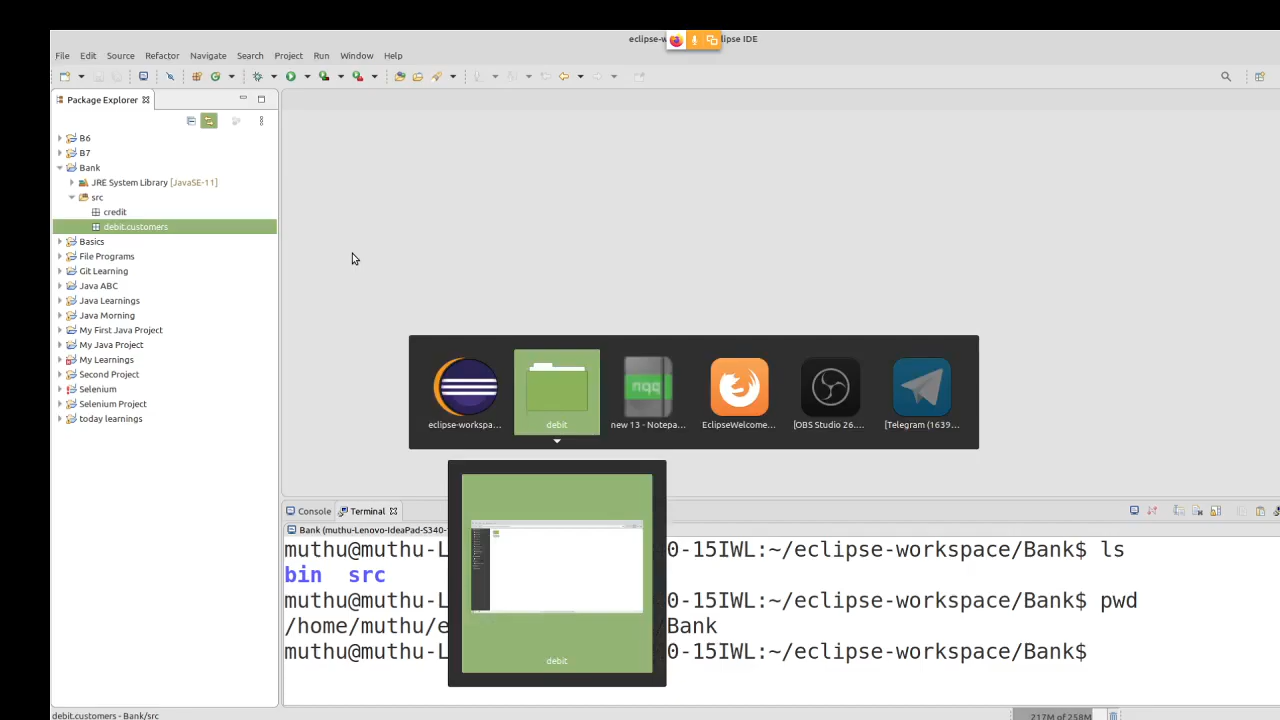 eclipse-w
clipse IDE
File Edit Source Refactor Navigate Search Project Run Window Help
Package Explorer
B6
B7
Bank
JRE System Library [JavaSE-11]
src
credit
debit.customers
Basics
File Programs
Git Learning
Java ABC
Java Learnings
Java Morning
My First Java Project
My Java Project
My Learnings
Second Project
Selenium
Selenium Project
today learnings
nqq
eclipse-workspa...
debit
new 13 - Notepa...
EclipseWelcome...
[OBS Studio 26....
[Telegram (1639...
debit
Console Terminal
Bank (muthu-Lenovo-IdeaPad-S340-
muthu@muthu-L 0-15IWL:~/eclipse-workspace/Bank$ ls
bin src
muthu@muthu-L 0-15IWL:~/eclipse-workspace/Bank$ pwd
/home/muthu/e /Bank
muthu@muthu-L 0-15IWL:~/eclipse-workspace/Bank$
debit.customers - Bank/src
217M of 258M